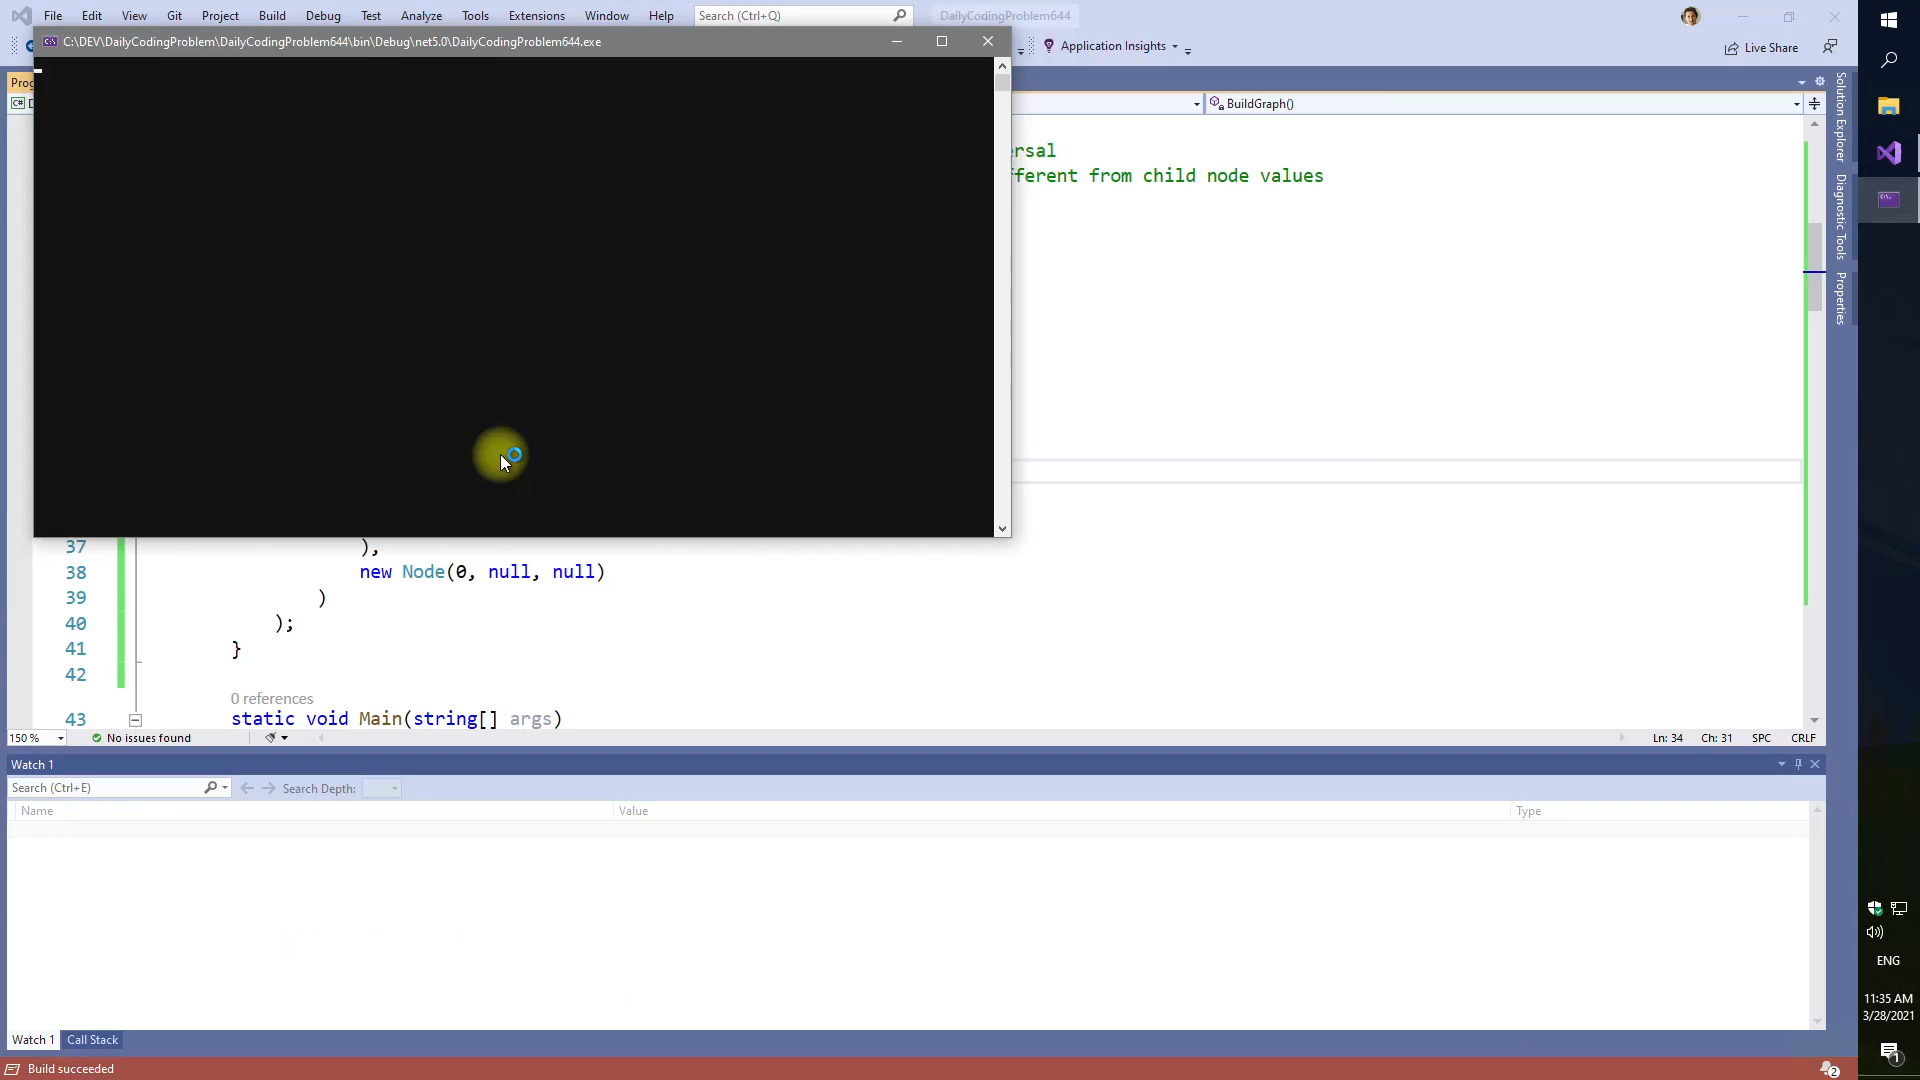 File Edit View Git Project Build Debug Test Analyze Tools Extensions Window Help Search (Ctrl+Q) DailyCodingProblem644
C:\DEV\DailyCodingProblem\DailyCodingProblem644\bin\Debug\net5.0\DailyCodingProblem644.exe
Application Insights
Live Share
Prog
C#
BuildGraph()
ersal
fferent from child node values
37 ),
38 new Node(0, null, null)
39 )
40 );
41 }
42
0 references
43 static void Main(string[] args)
150 % No issues found Ln: 34 Ch: 31 SPC CRLF
Watch 1
Search (Ctrl+E) Search Depth:
Name Value Type
Watch 1 Call Stack
Build succeeded
2
Solution Explorer
Diagnostic Tools
Properties
ENG
11:35 AM
3/28/2021
1